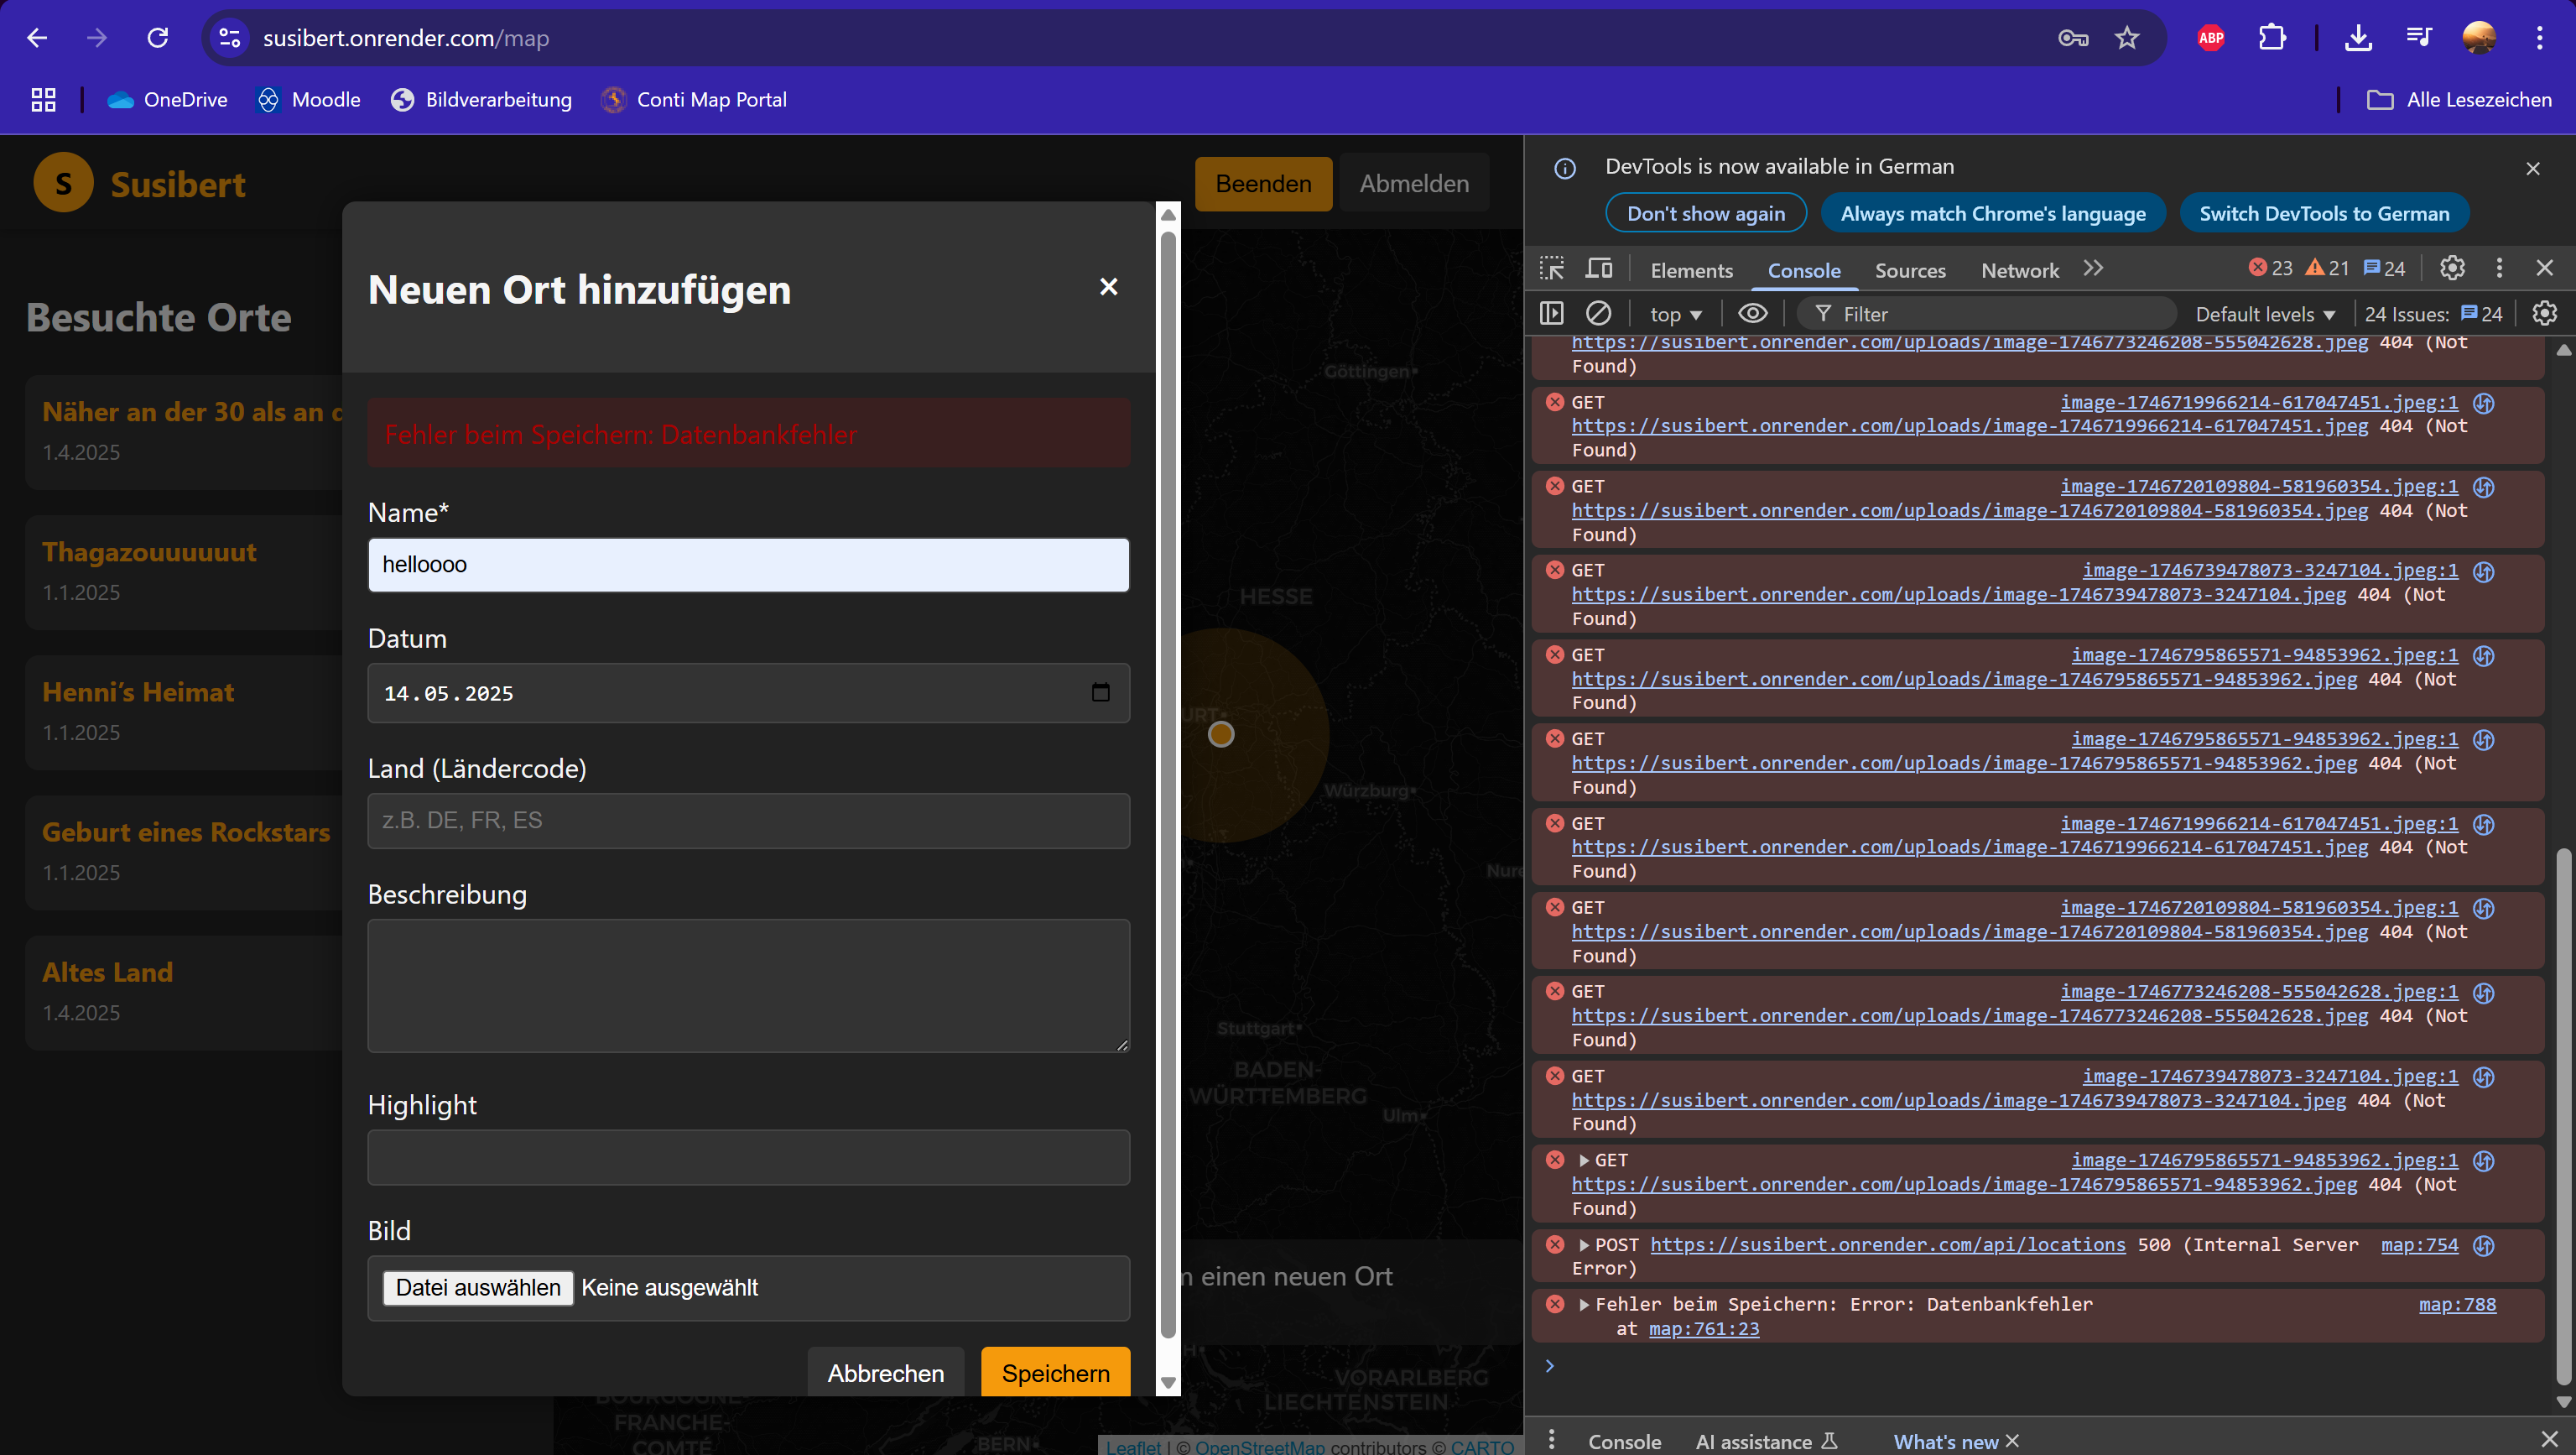 susibert.onrender.com/map
ABP
OneDrive
Moodle
Bildverarbeitung
Conti Map Portal
Alle Lesezeichen
S
Susibert
Beenden
Abmelden
Besuchte Orte
Näher an der 30 als an d
1.4.2025
Thagazouuuuuut
1.1.2025
Henni’s Heimat
1.1.2025
Geburt eines Rockstars
1.1.2025
Altes Land
1.4.2025
Neuen Ort hinzufügen
×
Fehler beim Speichern: Datenbankfehler
Name*
helloooo
Datum
14.05.2025
Land (Ländercode)
z.B. DE, FR, ES
Beschreibung
Highlight
Bild
Datei auswählen Keine ausgewählt
Abbrechen
Speichern
Göttingen
HESSE
URT
Würzburg
Nure
Stuttgart
BADEN-
WÜRTTEMBERG
Ulm
n einen neuen Ort
VORARLBERG
LIECHTENSTEIN
BOURGOGNE-
FRANCHE-
COMTÉ
BERN
Leaflet | © OpenStreetMap contributors © CARTO
DevTools is now available in German
Don't show again
Always match Chrome's language
Switch DevTools to German
Elements
Console
Sources
Network
23
21
24
top
Filter
Default levels
24 Issues: 24
https://susibert.onrender.com/uploads/image-1746773246208-555042628.jpeg 404 (Not
Found)
GET image-1746719966214-617047451.jpeg:1
https://susibert.onrender.com/uploads/image-1746719966214-617047451.jpeg 404 (Not
Found)
GET image-1746720109804-581960354.jpeg:1
https://susibert.onrender.com/uploads/image-1746720109804-581960354.jpeg 404 (Not
Found)
GET image-1746739478073-3247104.jpeg:1
https://susibert.onrender.com/uploads/image-1746739478073-3247104.jpeg 404 (Not
Found)
GET image-1746795865571-94853962.jpeg:1
https://susibert.onrender.com/uploads/image-1746795865571-94853962.jpeg 404 (Not
Found)
GET image-1746795865571-94853962.jpeg:1
https://susibert.onrender.com/uploads/image-1746795865571-94853962.jpeg 404 (Not
Found)
GET image-1746719966214-617047451.jpeg:1
https://susibert.onrender.com/uploads/image-1746719966214-617047451.jpeg 404 (Not
Found)
GET image-1746720109804-581960354.jpeg:1
https://susibert.onrender.com/uploads/image-1746720109804-581960354.jpeg 404 (Not
Found)
GET image-1746773246208-555042628.jpeg:1
https://susibert.onrender.com/uploads/image-1746773246208-555042628.jpeg 404 (Not
Found)
GET image-1746739478073-3247104.jpeg:1
https://susibert.onrender.com/uploads/image-1746739478073-3247104.jpeg 404 (Not
Found)
GET image-1746795865571-94853962.jpeg:1
https://susibert.onrender.com/uploads/image-1746795865571-94853962.jpeg 404 (Not
Found)
POST https://susibert.onrender.com/api/locations 500 (Internal Server map:754
Error)
Fehler beim Speichern: Error: Datenbankfehler map:788
at map:761:23
Console
AI assistance
What's new